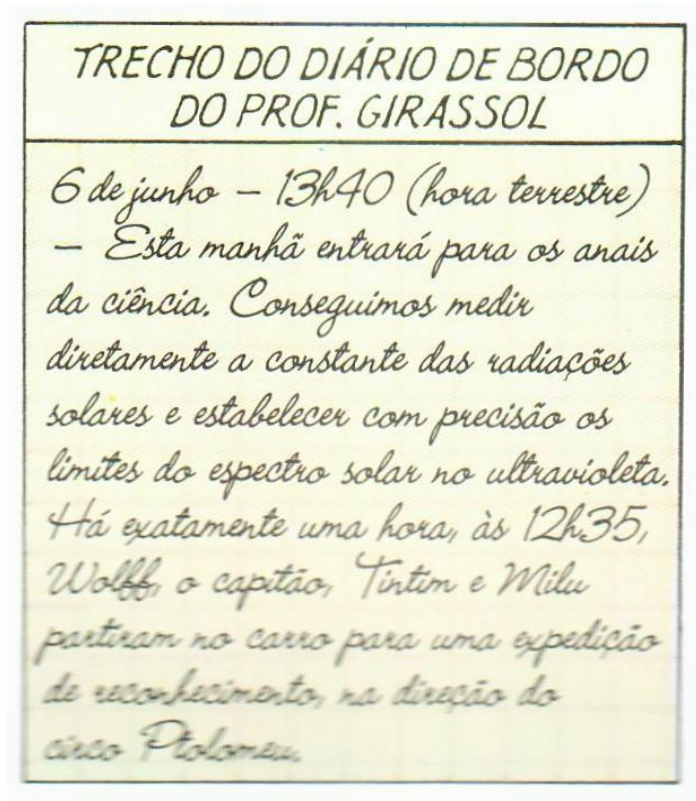 TRECHO DO DIÁRIO DE BORDO
DO PROF. GIRASSOL
6 de junho – 13h40 (hora terrestre)
– Esta manhã entrará para os anais
da ciência. Conseguimos medir
diretamente a constante das radiações
solares e estabelecer com precisão os
limites do espectro solar no ultravioleta.
Há exatamente uma hora, às 12h35,
Wolff, o capitão, Tintim e Milu
partiram no carro para uma expedição
de reconhecimento, na direção do
circo Ptolomeu.